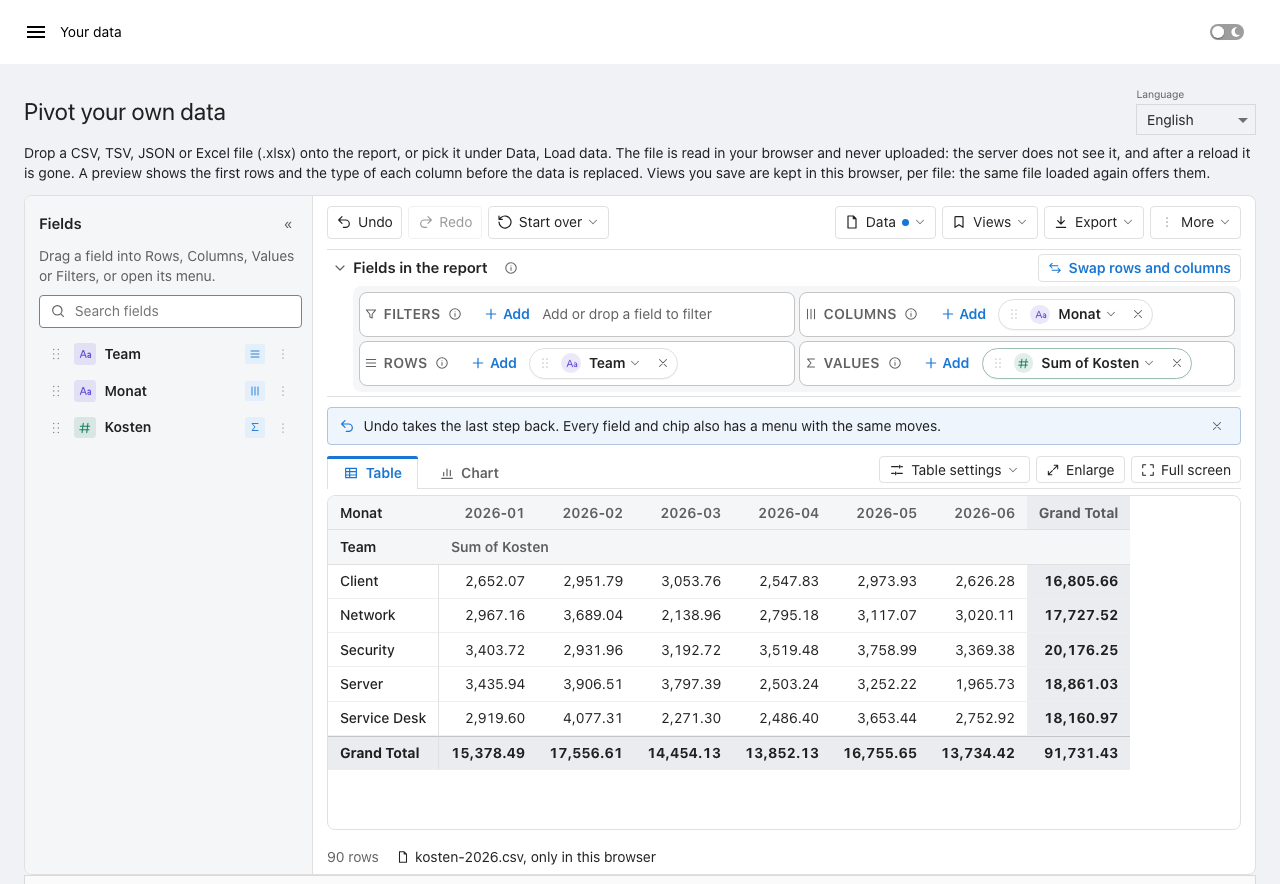 Your data
Pivot your own data
Language
English
Drop a CSV, TSV, JSON or Excel file (.xlsx) onto the report, or pick it under Data, Load data. The file is read in your browser and never uploaded: the server does not see it, and after a reload it
is gone. A preview shows the first rows and the type of each column before the data is replaced. Views you save are kept in this browser, per file: the same file loaded again offers them.
Fields «
Drag a field into Rows, Columns, Values
or Filters, or open its menu.
Search fields
Aa Team
Aa Monat
# Kosten Σ
Undo Redo Start over Data Views Export More
Fields in the report Swap rows and columns
FILTERS + Add Add or drop a field to filter
COLUMNS + Add Aa Monat
ROWS + Add Aa Team
Σ VALUES + Add # Sum of Kosten
Undo takes the last step back. Every field and chip also has a menu with the same moves.
Table Chart Table settings Enlarge Full screen
Monat 2026-01 2026-02 2026-03 2026-04 2026-05 2026-06 Grand Total
Team Sum of Kosten
Client 2,652.07 2,951.79 3,053.76 2,547.83 2,973.93 2,626.28 16,805.66
Network 2,967.16 3,689.04 2,138.96 2,795.18 3,117.07 3,020.11 17,727.52
Security 3,403.72 2,931.96 3,192.72 3,519.48 3,758.99 3,369.38 20,176.25
Server 3,435.94 3,906.51 3,797.39 2,503.24 3,252.22 1,965.73 18,861.03
Service Desk 2,919.60 4,077.31 2,271.30 2,486.40 3,653.44 2,752.92 18,160.97
Grand Total 15,378.49 17,556.61 14,454.13 13,852.13 16,755.65 13,734.42 91,731.43
90 rows kosten-2026.csv, only in this browser